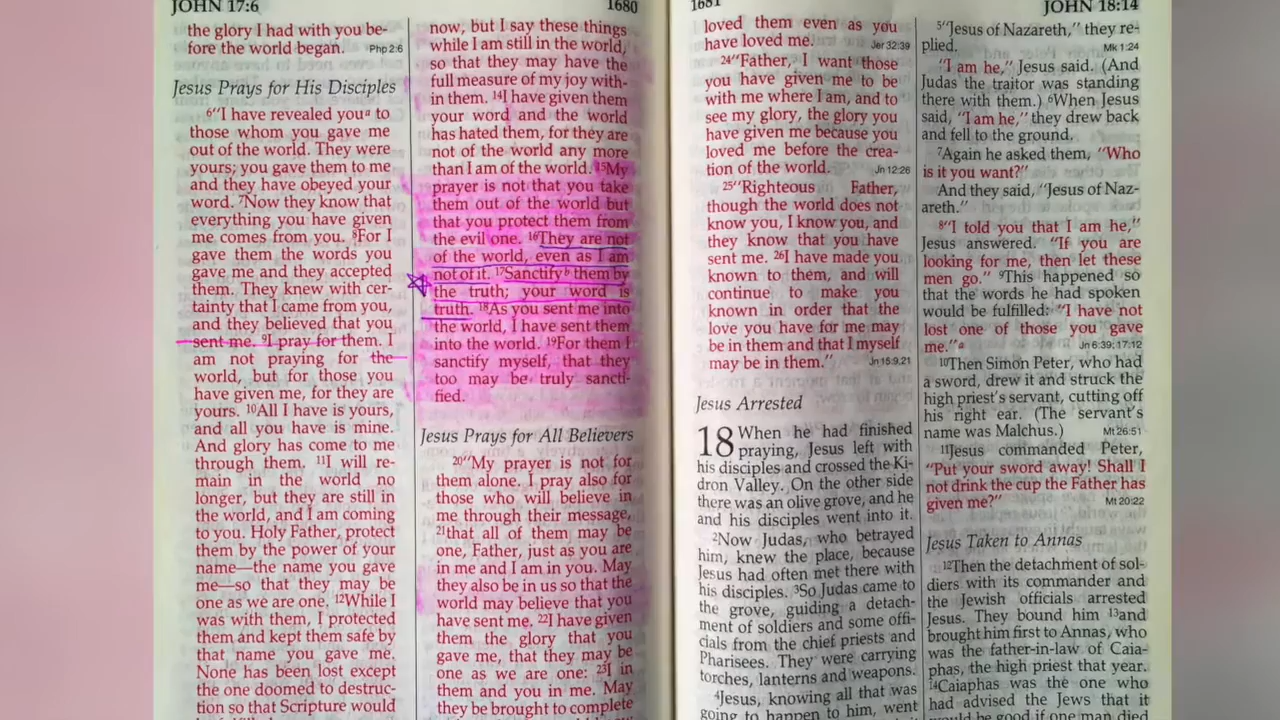 JOHN 17:6
1680
the glory I had with you be-
fore the world began. Php 2:6
Jesus Prays for His Disciples
6“I have revealed youa to
those whom you gave me
out of the world. They were
yours; you gave them to me
and they have obeyed your
word. 7Now they know that
everything you have given
me comes from you. 8For I
gave them the words you
gave me and they accepted
them. They knew with cer-
tainty that I came from you,
and they believed that you
sent me. 9I pray for them. I
am not praying for the
world, but for those you
have given me, for they are
yours. 10All I have is yours,
and all you have is mine.
And glory has come to me
through them. 11I will re-
main in the world no
longer, but they are still in
the world, and I am coming
to you. Holy Father, protect
them by the power of your
name—the name you gave
me—so that they may be
one as we are one. 12While I
was with them, I protected
them and kept them safe by
that name you gave me.
None has been lost except
the one doomed to destruc-
tion so that Scripture would
now, but I say these things
while I am still in the world,
so that they may have the
full measure of my joy with-
in them. 14I have given them
your word and the world
has hated them, for they are
not of the world any more
than I am of the world. 15My
prayer is not that you take
them out of the world but
that you protect them from
the evil one. 16They are not
of the world, even as I am
not of it. 17Sanctifyb them by
the truth; your word is
truth. 18As you sent me into
the world, I have sent them
into the world. 19For them I
sanctify myself, that they
too may be truly sancti-
fied.
Jesus Prays for All Believers
20“My prayer is not for
them alone. I pray also for
those who will believe in
me through their message,
21that all of them may be
one, Father, just as you are
in me and I am in you. May
they also be in us so that the
world may believe that you
have sent me. 22I have given
them the glory that you
gave me, that they may be
one as we are one: 23I in
them and you in me. May
they be brought to complete
1681
JOHN 18:14
loved them even as you
have loved me. Jer 32:39
24“Father, I want those
you have given me to be
with me where I am, and to
see my glory, the glory you
have given me because you
loved me before the crea-
tion of the world. Jn 12:26
25“Righteous Father,
though the world does not
know you, I know you, and
they know that you have
sent me. 26I have made you
known to them, and will
continue to make you
known in order that the
love you have for me may
be in them and that I myself
may be in them.” Jn 15:9,21
Jesus Arrested
18 When he had finished
praying, Jesus left with
his disciples and crossed the Ki-
dron Valley. On the other side
there was an olive grove, and he
and his disciples went into it.
2Now Judas, who betrayed
him, knew the place, because
Jesus had often met there with
his disciples. 3So Judas came to
the grove, guiding a detach-
ment of soldiers and some offi-
cials from the chief priests and
Pharisees. They were carrying
torches, lanterns and weapons.
4Jesus, knowing all that was
going to happen to him, went
5“Jesus of Nazareth,” they re-
plied. Mk 1:24
“I am he,” Jesus said. (And
Judas the traitor was standing
there with them.) 6When Jesus
said, “I am he,” they drew back
and fell to the ground.
7Again he asked them, “Who
is it you want?”
And they said, “Jesus of Naz-
areth.”
8“I told you that I am he,”
Jesus answered. “If you are
looking for me, then let these
men go.” 9This happened so
that the words he had spoken
would be fulfilled: “I have not
lost one of those you gave
me.”a Jn 6:39; 17:12
10Then Simon Peter, who had
a sword, drew it and struck the
high priest’s servant, cutting off
his right ear. (The servant’s
name was Malchus.) Mt 26:51
11Jesus commanded Peter,
“Put your sword away! Shall I
not drink the cup the Father has
given me?” Mt 20:22
Jesus Taken to Annas
12Then the detachment of sol-
diers with its commander and
the Jewish officials arrested
Jesus. They bound him 13and
brought him first to Annas, who
was the father-in-law of Caia-
phas, the high priest that year.
14Caiaphas was the one who
had advised the Jews that it
would be good if one man died